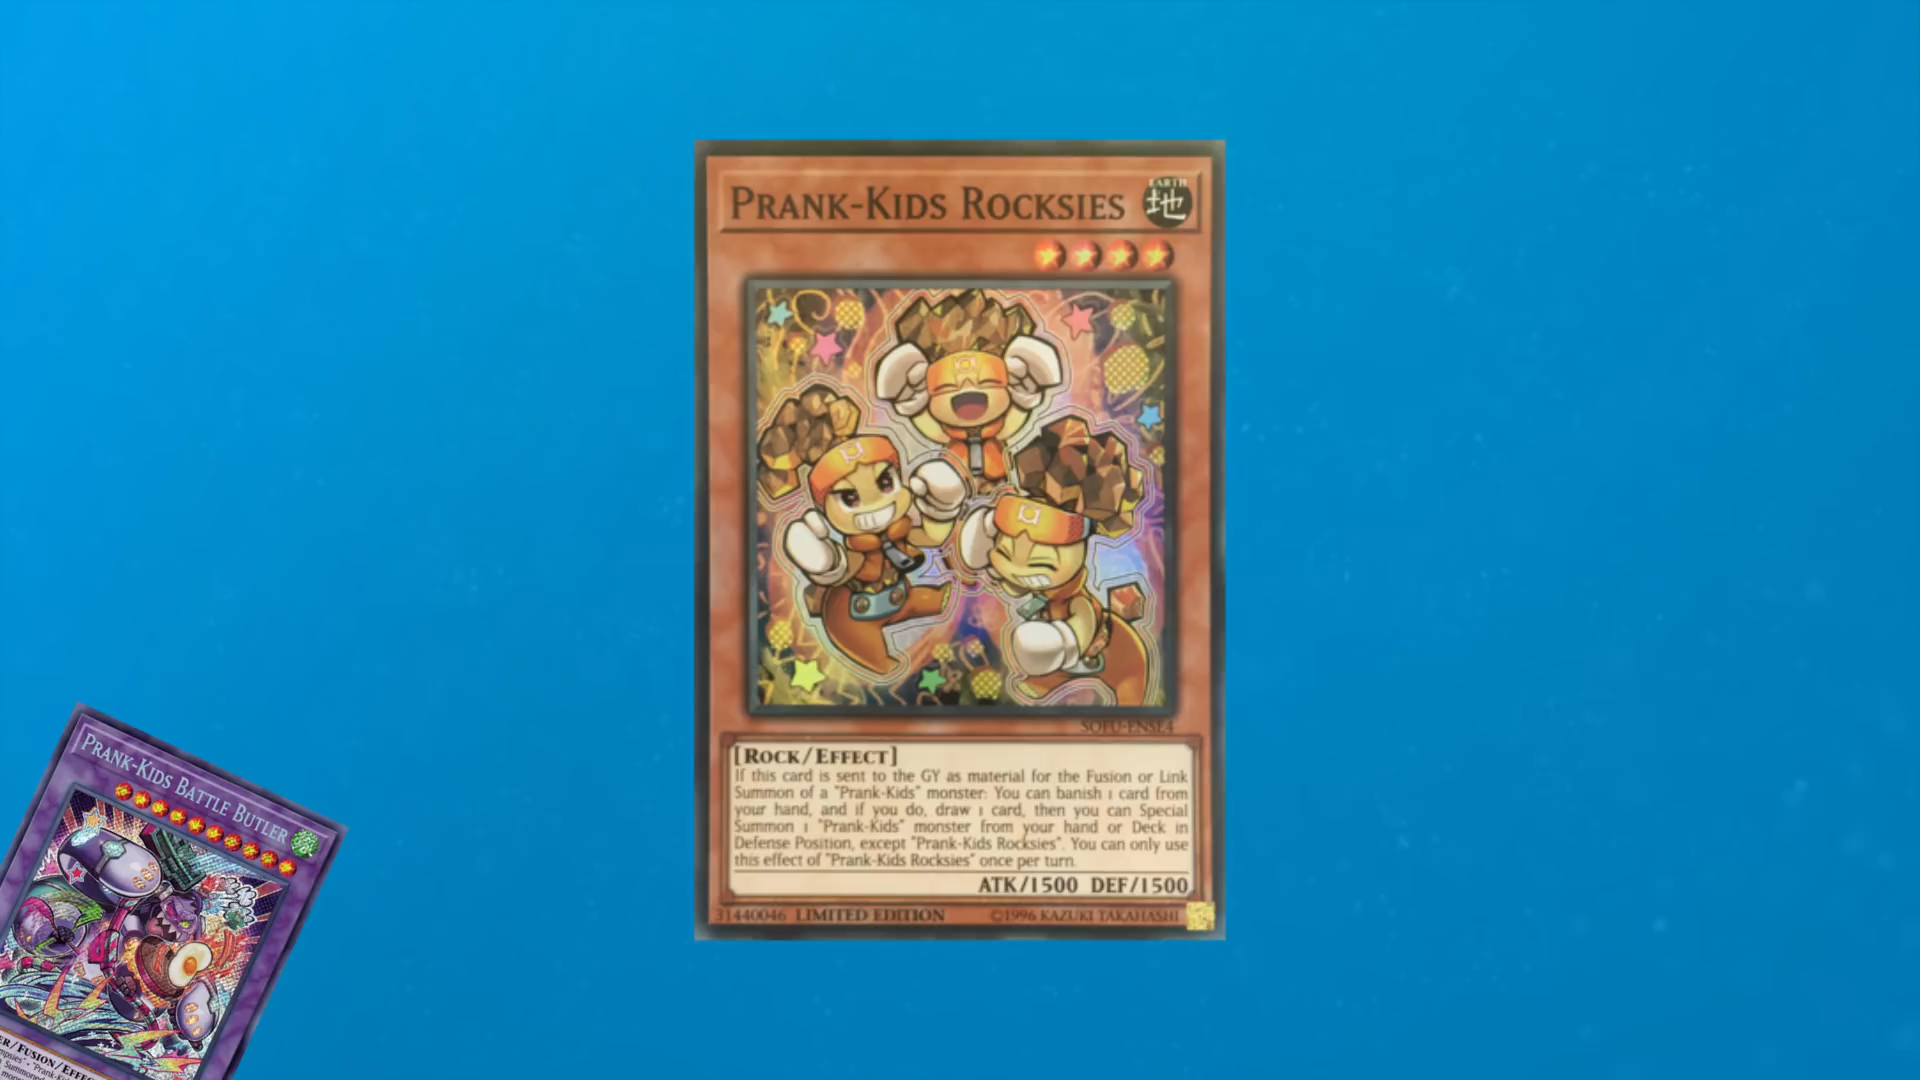 PRANK-KIDS ROCKSIES
EARTH
地
SOFU-ENSE4
[ROCK/EFFECT]
If this card is sent to the GY as material for the Fusion or Link
Summon of a "Prank-Kids" monster: You can banish 1 card from
your hand, and if you do, draw 1 card, then you can Special
Summon 1 "Prank-Kids" monster from your hand or Deck in
Defense Position, except "Prank-Kids Rocksies". You can only use
this effect of "Prank-Kids Rocksies" once per turn.
ATK/1500 DEF/1500
31440046 LIMITED EDITION ©1996 KAZUKI TAKAHASHI
PRANK-KIDS BATTLE BUTLER
/FUSION/